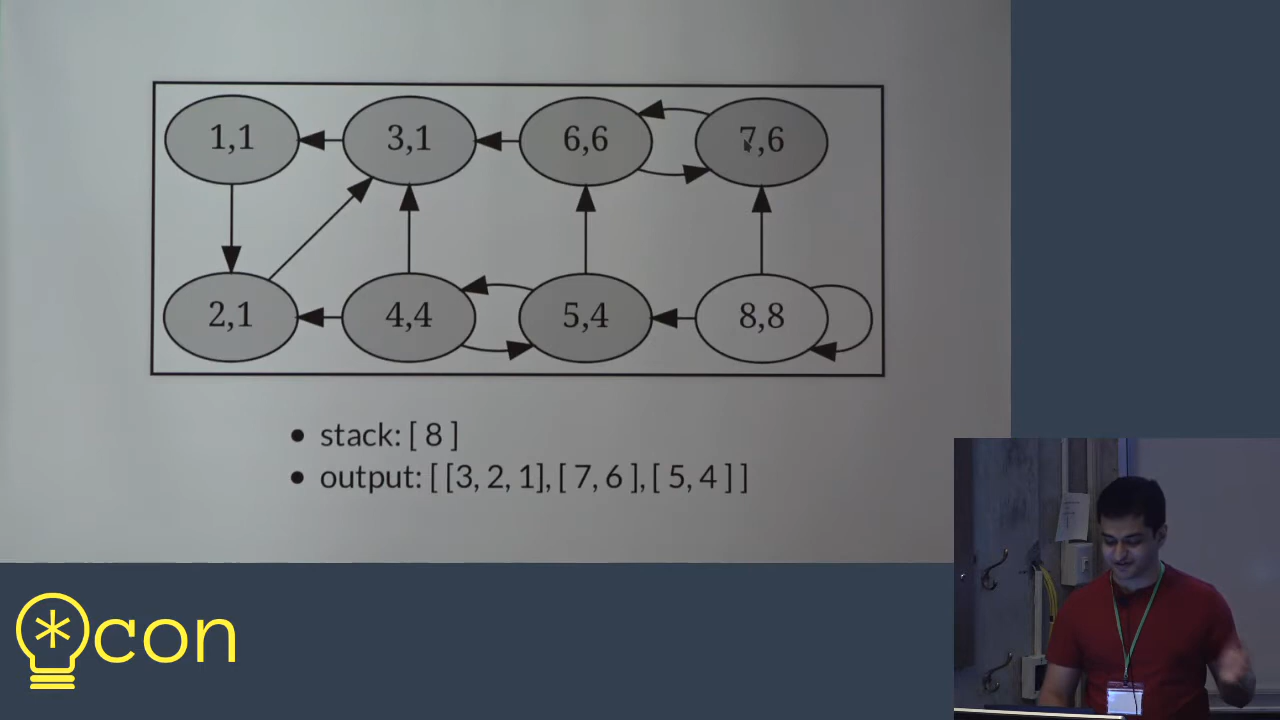 1,1 3,1 6,6 7,6
2,1 4,4 5,4 8,8
• stack: [ 8 ]
• output: [ [3, 2, 1], [ 7, 6 ], [ 5, 4 ] ]
*con